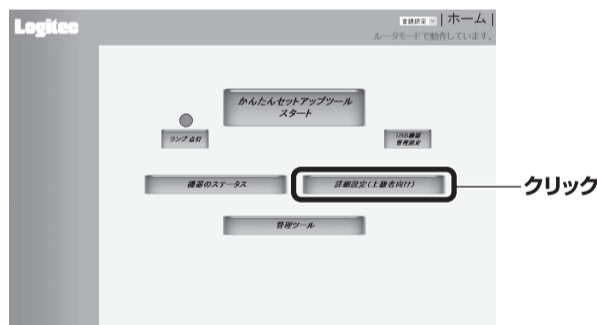 Logitec
言語設定 | ホーム |
ルータモードで動作しています。
かんたんセットアップツール
スタート
ランプ 点灯
USB機器
管理設定
機器のステータス
詳細設定(上級者向け)
クリック
管理ツール